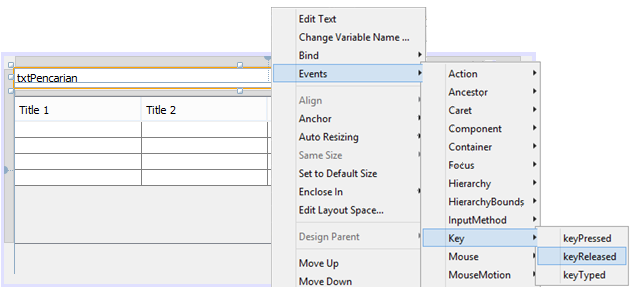 txtPencarian
Title 1
Title 2
Edit Text
Change Variable Name ...
Bind
Events
Align
Anchor
Auto Resizing
Same Size
Set to Default Size
Enclose In
Edit Layout Space...
Design Parent
Move Up
Move Down
Action
Ancestor
Caret
Component
Container
Focus
Hierarchy
HierarchyBounds
InputMethod
Key
Mouse
MouseMotion
keyPressed
keyReleased
keyTyped